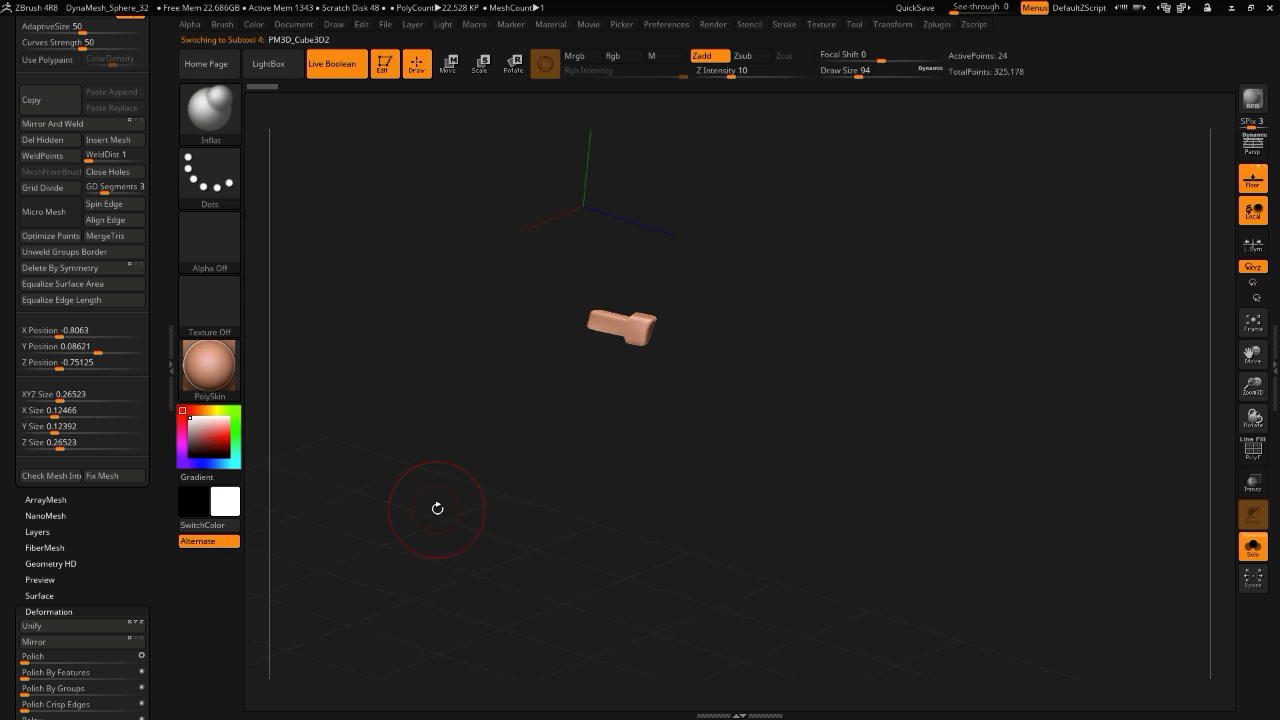 ZBrush 4R8 DynaMesh_Sphere_32 • Free Mem 22.686GB • Active Mem 1343 • Scratch Disk 48 • PolyCount▶22.528 KP • MeshCount▶1 QuickSave See-through 0 Menus DefaultZScript
Alpha Brush Color Document Draw Edit File Layer Light Macro Marker Material Movie Picker Preferences Render Stencil Stroke Texture Tool Transform Zplugin Zscript
Switching to Subtool 4: PM3D_Cube3D2
AdaptiveSize 50
Curves Strength 50
Use Polypaint ColorDensity
Copy Paste Append
Paste Replace
Mirror And Weld
Del Hidden Insert Mesh
WeldPoints WeldDist 1
MeshFromBrush Close Holes
Grid Divide GD Segments 3
Micro Mesh Spin Edge
Align Edge
Optimize Points MergeTris
Unweld Groups Border
Delete By Symmetry
Equalize Surface Area
Equalize Edge Length
X Position -0.8063
Y Position 0.08621
Z Position -0.75125
XYZ Size 0.26523
X Size 0.12466
Y Size 0.12392
Z Size 0.26523
Check Mesh Int Fix Mesh
ArrayMesh
NanoMesh
Layers
FiberMesh
Geometry HD
Preview
Surface
Deformation
Unify
Mirror
Polish
Polish By Features
Polish By Groups
Polish Crisp Edges
Home Page LightBox Live Boolean Edit Draw Move Scale Rotate
Mrgb Rgb M Zadd Zsub Zcut
Rgb Intensity Z Intensity 10
Focal Shift 0
Draw Size 94 Dynamic
ActivePoints: 24
TotalPoints: 325,178
Inflat
Dots
Alpha Off
Texture Off
PolySkin
Gradient
SwitchColor
Alternate
BPR
SPix 3
Dynamic
Persp
Floor
Local
L.Sym
XYZ
Frame
Move
Zoom3D
Rotate
Line Fill
PolyF
Transp
Solo
Xpose